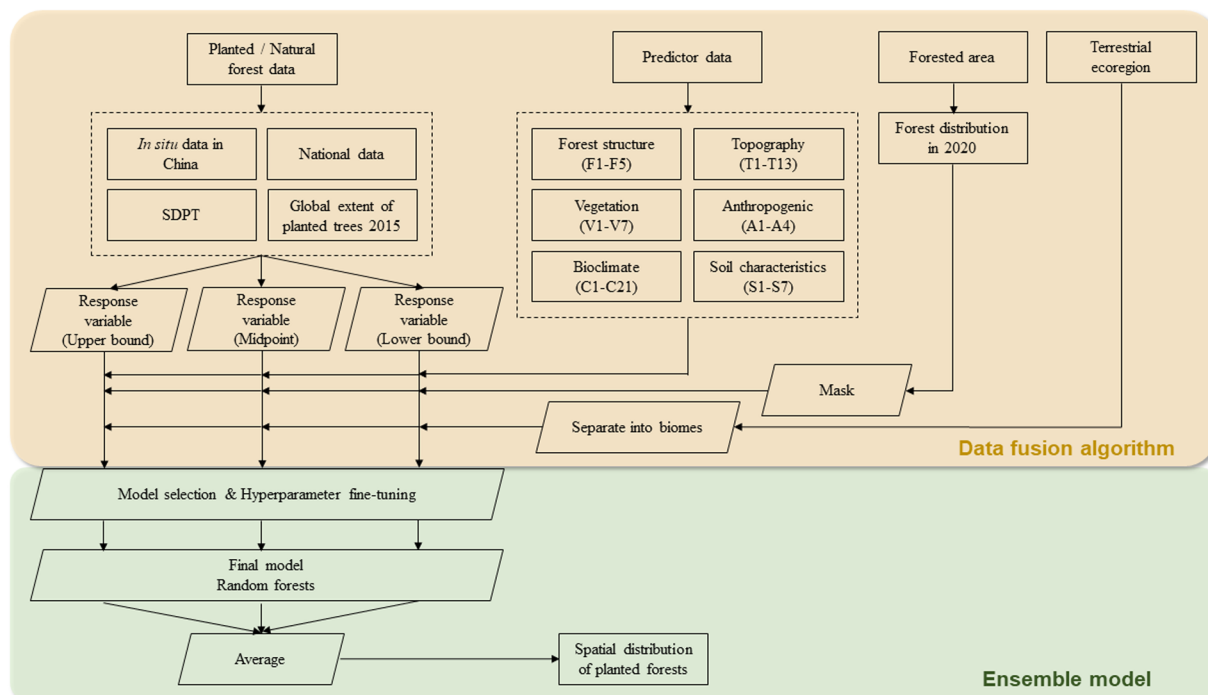 Planted / Natural
forest data
Predictor data
Forested area
Terrestrial
ecoregion
In situ data in
China
National data
SDPT
Global extent of
planted trees 2015
Forest structure
(F1-F5)
Topography
(T1-T13)
Vegetation
(V1-V7)
Anthropogenic
(A1-A4)
Bioclimate
(C1-C21)
Soil characteristics
(S1-S7)
Forest distribution
in 2020
Response
variable
(Upper bound)
Response
variable
(Midpoint)
Response
variable
(Lower bound)
Mask
Separate into biomes
Data fusion algorithm
Model selection & Hyperparameter fine-tuning
Final model
Random forests
Average
Spatial distribution
of planted forests
Ensemble model